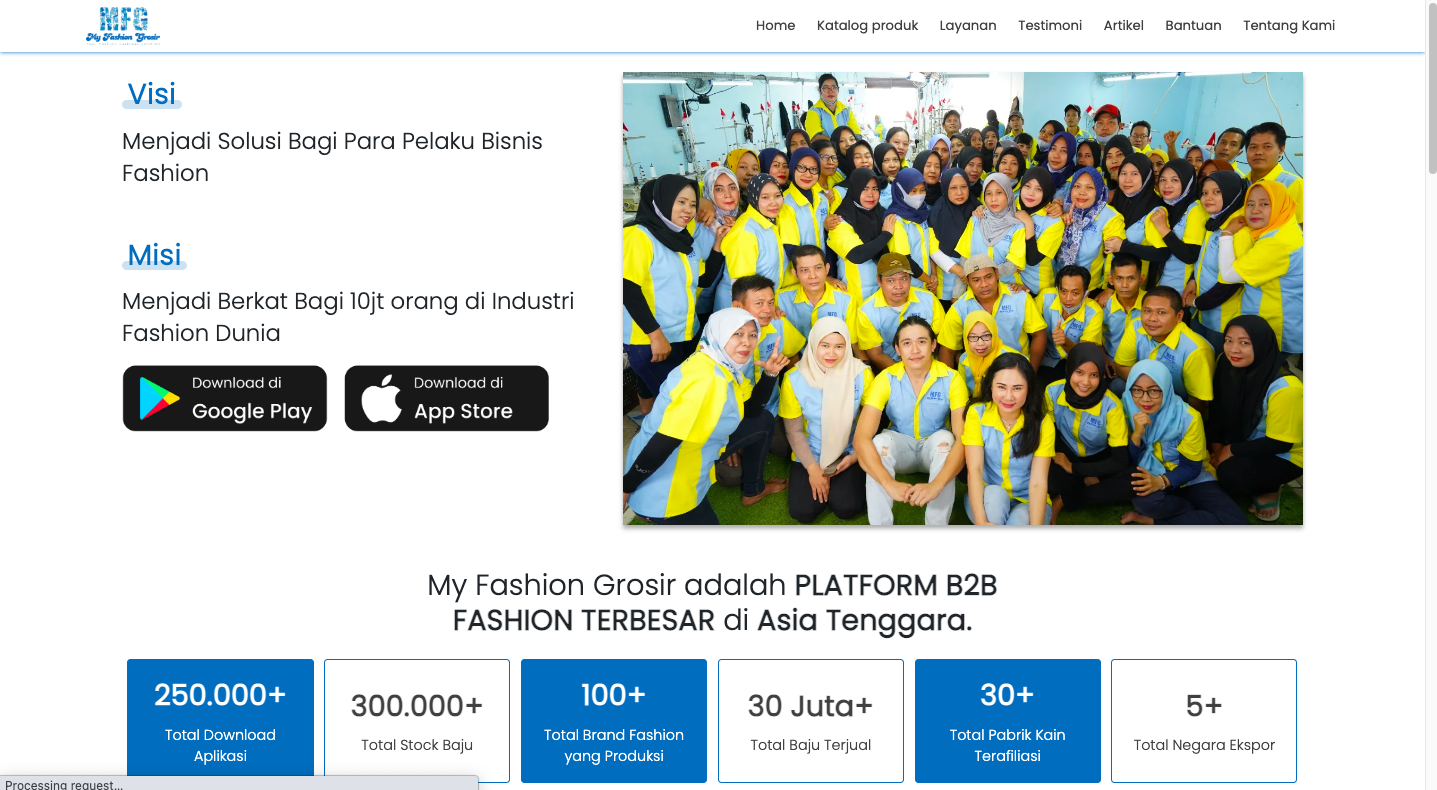 MFG
My Fashion Grosir
Home Katalog produk Layanan Testimoni Artikel Bantuan Tentang Kami
Visi
Menjadi Solusi Bagi Para Pelaku Bisnis
Fashion
Misi
Menjadi Berkat Bagi 10jt orang di Industri
Fashion Dunia
Download di
Google Play
Download di
App Store
MFG
My Fashion Grosir adalah PLATFORM B2B
FASHION TERBESAR di Asia Tenggara.
250.000+
Total Download
Aplikasi
300.000+
Total Stock Baju
100+
Total Brand Fashion
yang Produksi
30 Juta+
Total Baju Terjual
30+
Total Pabrik Kain
Terafiliasi
5+
Total Negara Ekspor
Processing request...